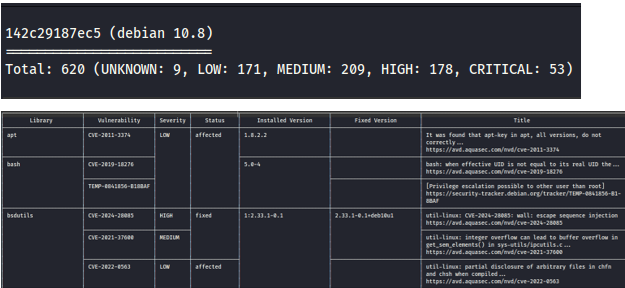 142c29187ec5 (debian 10.8)
Total: 620 (UNKNOWN: 9, LOW: 171, MEDIUM: 209, HIGH: 178, CRITICAL: 53)
Library Vulnerability Severity Status Installed Version Fixed Version Title
apt CVE-2011-3374 LOW affected 1.8.2.2 It was found that apt-key in apt, all versions, do not
correctly...
https://avd.aquasec.com/nvd/cve-2011-3374
bash CVE-2019-18276 5.0-4 bash: when effective UID is not equal to its real UID the...
https://avd.aquasec.com/nvd/cve-2019-18276
TEMP-0841856-B18BAF [Privilege escalation possible to other user than root]
https://security-tracker.debian.org/tracker/TEMP-0841856-B1-
8BAF
bsdutils CVE-2024-28085 HIGH fixed 1:2.33.1-0.1 2.33.1-0.1+deb10u1 util-linux: CVE-2024-28085: wall: escape sequence injection
https://avd.aquasec.com/nvd/cve-2024-28085
CVE-2021-37600 MEDIUM util-linux: integer overflow can lead to buffer overflow in
get_sem_elements() in sys-utils/ipcutils.c...
https://avd.aquasec.com/nvd/cve-2021-37600
CVE-2022-0563 LOW affected util-linux: partial disclosure of arbitrary files in chfn
and chsh when compiled...
https://avd.aquasec.com/nvd/cve-2022-0563